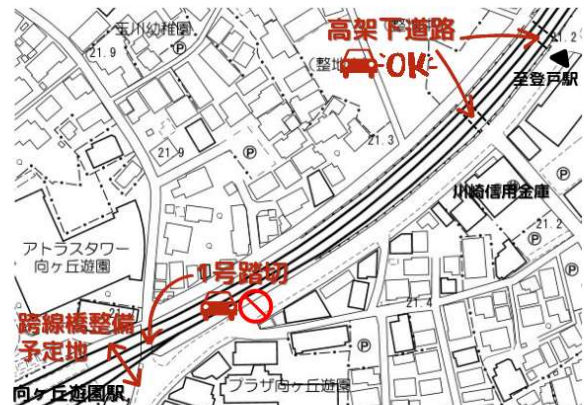 玉川幼稚園
高架下道路
OK
(整地
21.2
至登戸駅
21.9
P
21.3
21.9
P
川崎信用金庫
21.2
P
アトラスタワー
向ヶ丘遊園
1号踏切
21.4
P
跨線橋整備
予定地
P
向ヶ丘遊園駅
プラザ向ヶ丘遊園